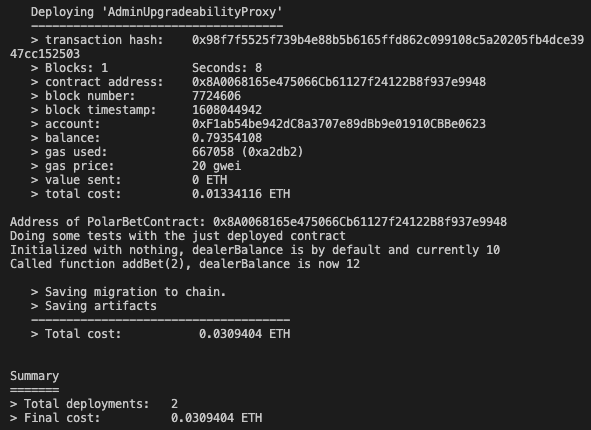 Deploying 'AdminUpgradeabilityProxy'
------------------------------------
> transaction hash:    0x98f7f5525f739b4e88b5b6165ffd862c099108c5a20205fb4dce39
47cc152503
> Blocks: 1            Seconds: 8
> contract address:    0x8A0068165e475066Cb61127f24122B8f937e9948
> block number:        7724606
> block timestamp:     1608044942
> account:             0xF1ab54be942dC8a3707e89dBb9e01910CBBe0623
> balance:             0.79354108
> gas used:            667058 (0xa2db2)
> gas price:           20 gwei
> value sent:          0 ETH
> total cost:          0.01334116 ETH
Address of PolarBetContract: 0x8A0068165e475066Cb61127f24122B8f937e9948
Doing some tests with the just deployed contract
Initialized with nothing, dealerBalance is by default and currently 10
Called function addBet(2), dealerBalance is now 12
> Saving migration to chain.
> Saving artifacts
-------------------------------------
> Total cost:           0.0309404 ETH
Summary
=======
> Total deployments:   2
> Final cost:          0.0309404 ETH